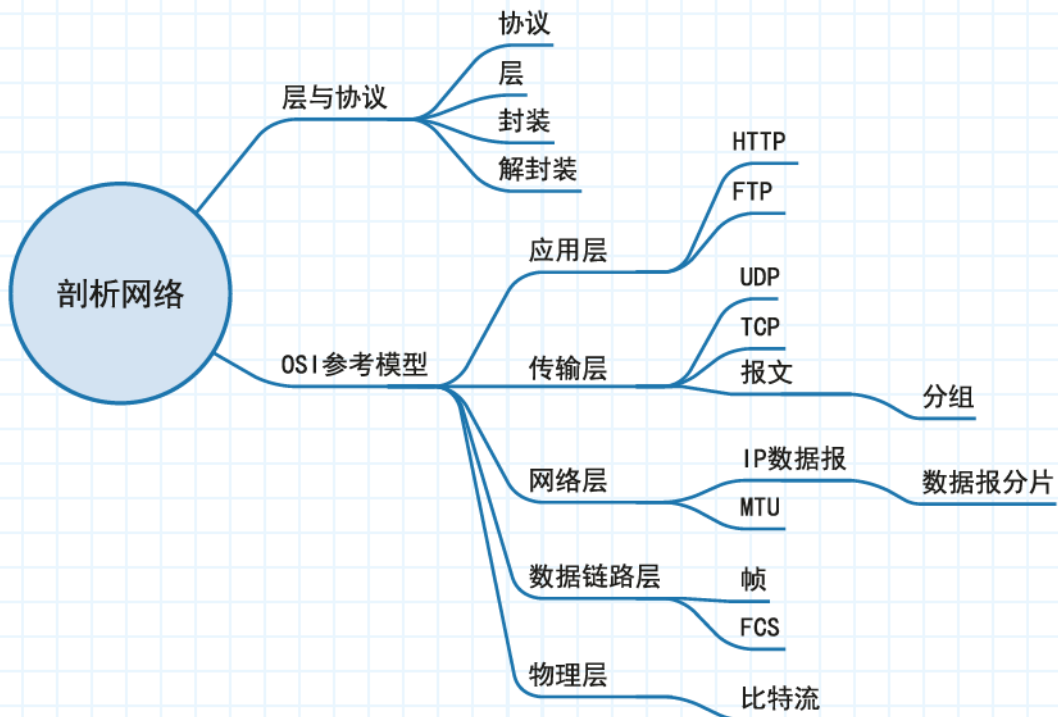 剖析网络
层与协议
协议
层
封装
解封装
OSI参考模型
应用层
HTTP
FTP
传输层
UDP
TCP
报文
分组
网络层
IP数据报
数据报分片
MTU
数据链路层
帧
FCS
物理层
比特流